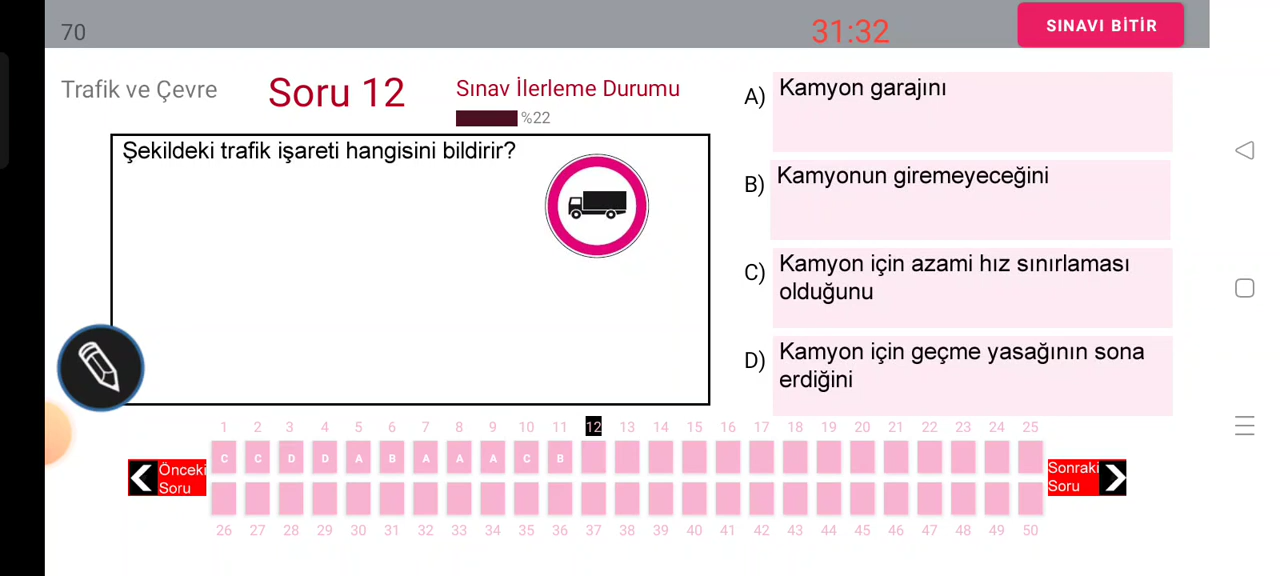 70
31:32
SINAVI BİTİR
Trafik ve Çevre
Soru 12
Sınav İlerleme Durumu
%22
Şekildeki trafik işareti hangisini bildirir?
A) Kamyon garajını
B) Kamyonun giremeyeceğini
C) Kamyon için azami hız sınırlaması
olduğunu
D) Kamyon için geçme yasağının sona
erdiğini
1 2 3 4 5 6 7 8 9 10 11 12 13 14 15 16 17 18 19 20 21 22 23 24 25
C C D D A B A A A C B
Önceki
Soru
Sonraki
Soru
26 27 28 29 30 31 32 33 34 35 36 37 38 39 40 41 42 43 44 45 46 47 48 49 50